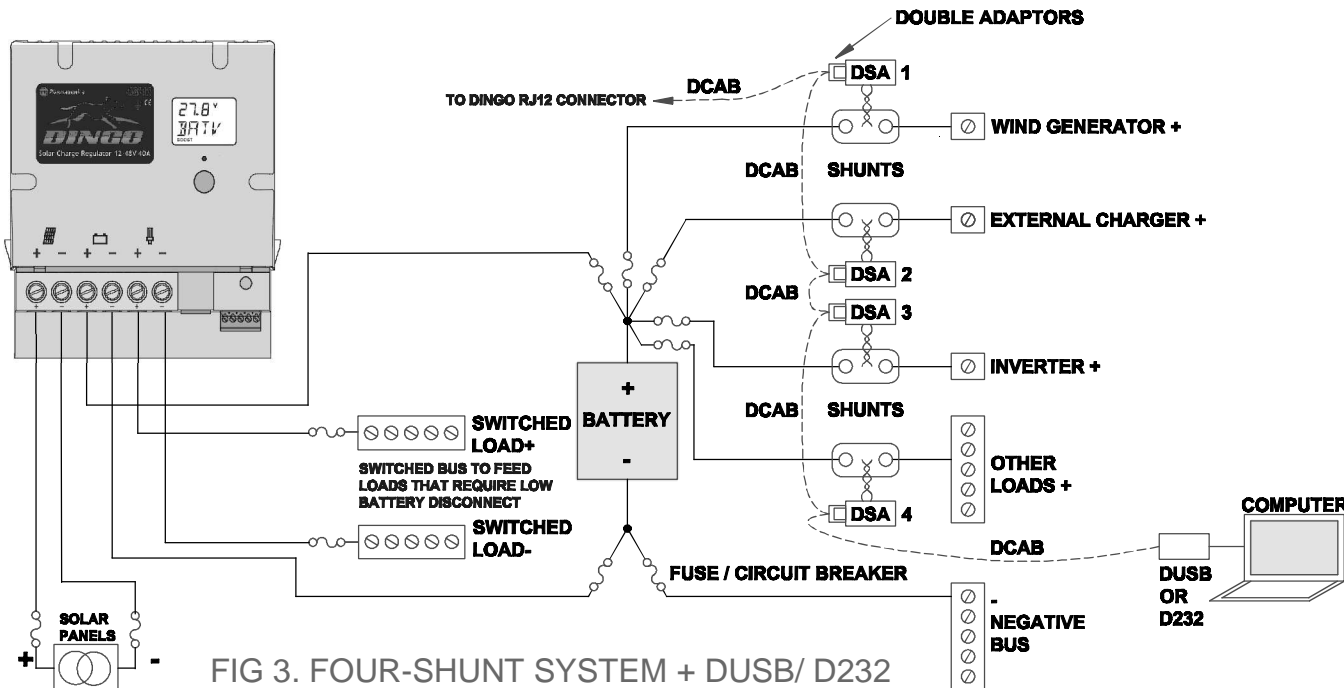 DOUBLE ADAPTORS
DSA 1
DCAB
TO DINGO RJ12 CONNECTOR
WIND GENERATOR +
DCAB
SHUNTS
EXTERNAL CHARGER +
DSA 2
DCAB
DSA 3
INVERTER +
DCAB
SHUNTS
OTHER
LOADS +
DSA 4
DCAB
COMPUTER
DUSB
OR
D232
DINGO
Solar Charge Regulator 12-48V 40A
27.8 V
BATV
BOOST
+ - + - + -
+ - + - + -
+
BATTERY
-
SWITCHED
LOAD+
SWITCHED BUS TO FEED
LOADS THAT REQUIRE LOW
BATTERY DISCONNECT
SWITCHED
LOAD-
FUSE / CIRCUIT BREAKER
-
NEGATIVE
BUS
SOLAR
PANELS
+ -
FIG 3. FOUR-SHUNT SYSTEM + DUSB/ D232